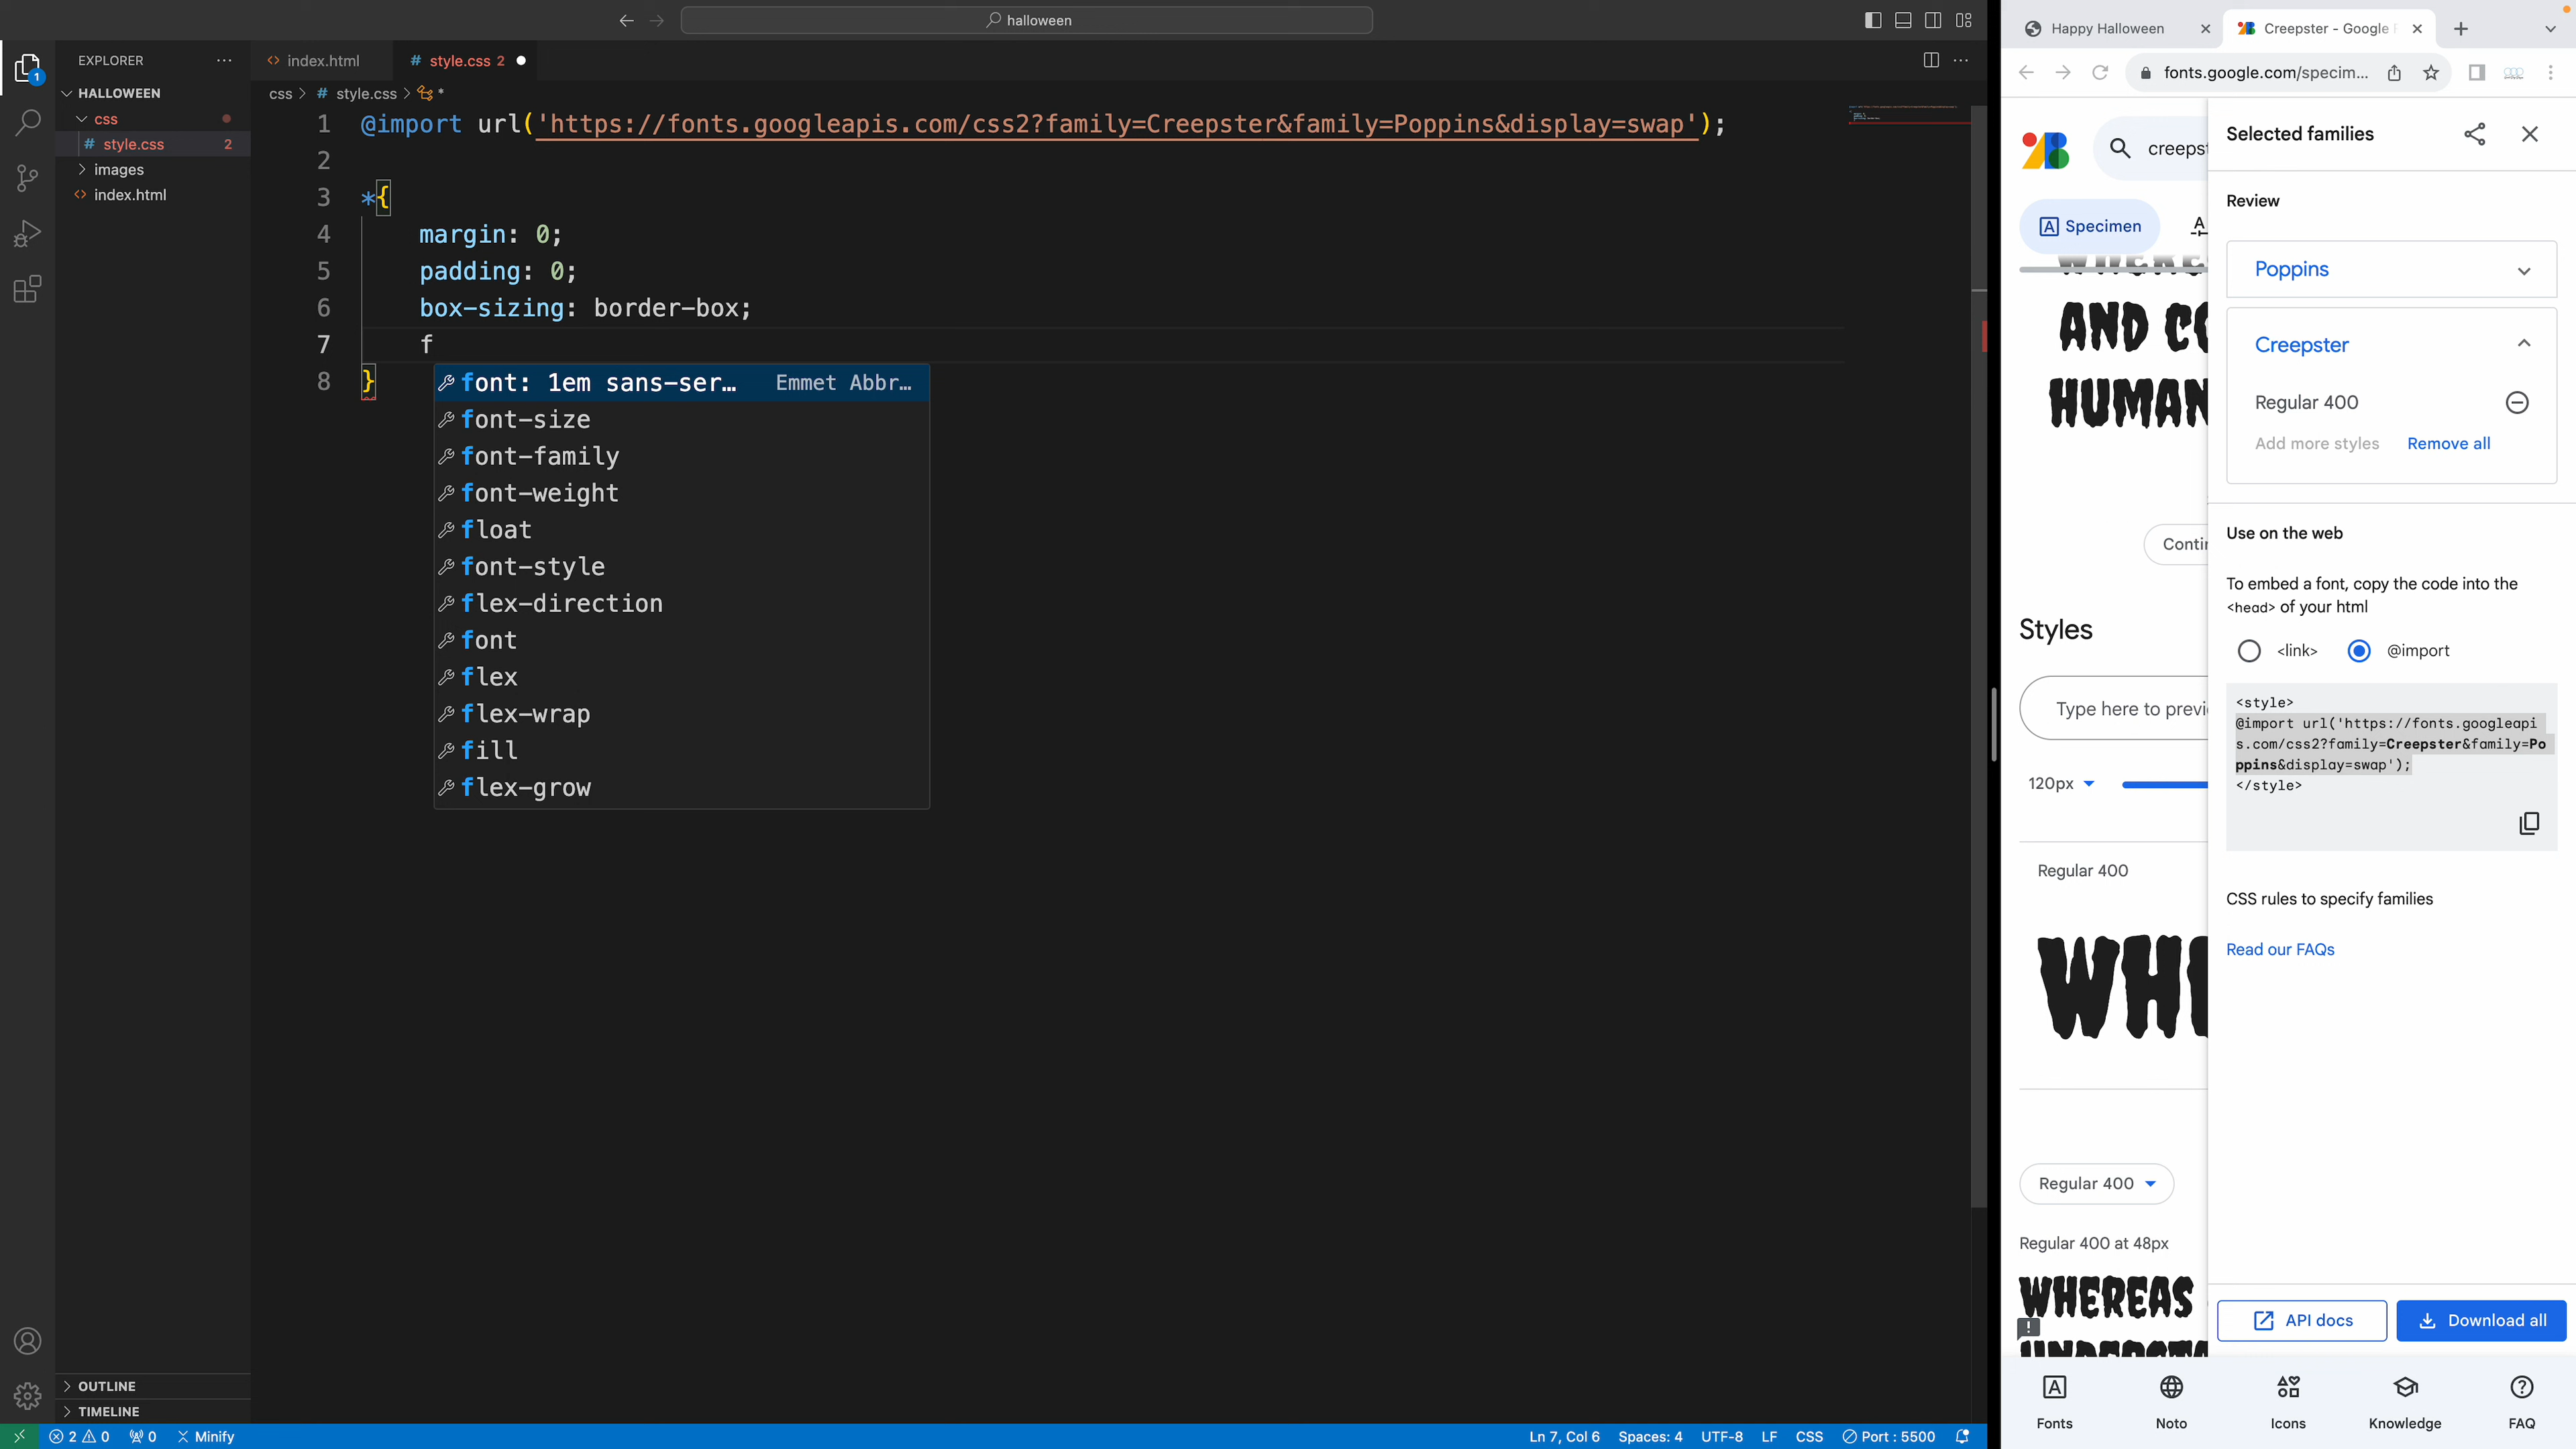 halloween
EXPLORER
HALLOWEEN
css
style.css 2
images
index.html
OUTLINE
TIMELINE
index.html
style.css 2
css > # style.css > *
1 @import url('https://fonts.googleapis.com/css2?family=Creepster&family=Poppins&display=swap');
2
3 *{
4 margin: 0;
5 padding: 0;
6 box-sizing: border-box;
7 f
8 }
font: 1em sans-ser… Emmet Abbr…
font-size
font-family
font-weight
float
font-style
flex-direction
font
flex
flex-wrap
fill
flex-grow
2 0 0 Minify
Ln 7, Col 6 Spaces: 4 UTF-8 LF CSS Port : 5500
Happy Halloween
Creepster - Google
fonts.google.com/specim...
creepst
Specimen
AND CO
HUMAN
Contin
Styles
Type here to previ
120px
Regular 400
WHE
Regular 400
Regular 400 at 48px
WHEREAS
Selected families
Review
Poppins
Creepster
Regular 400
Add more styles Remove all
Use on the web
To embed a font, copy the code into the
<head> of your html
<link> @import
<style>
@import url('https://fonts.googleapi
s.com/css2?family=Creepster&family=Po
ppins&display=swap');
</style>
CSS rules to specify families
Read our FAQs
API docs Download all
Fonts Noto Icons Knowledge FAQ